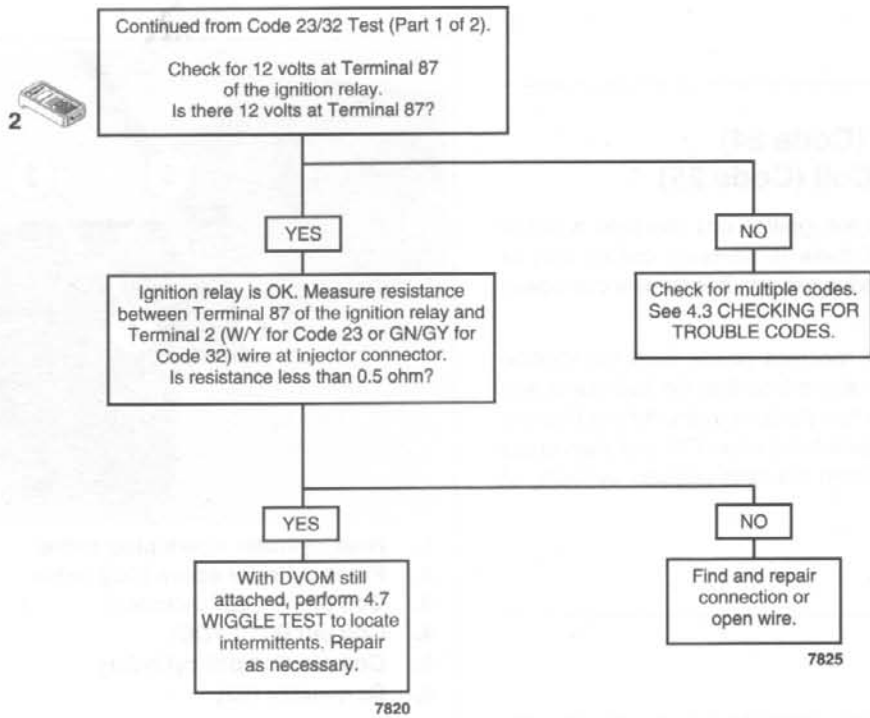 Continued from Code 23/32 Test (Part 1 of 2).
Check for 12 volts at Terminal 87
of the ignition relay.
Is there 12 volts at Terminal 87?
2
YES
NO
Ignition relay is OK. Measure resistance
between Terminal 87 of the ignition relay and
Terminal 2 (W/Y for Code 23 or GN/GY for
Code 32) wire at injector connector.
Is resistance less than 0.5 ohm?
Check for multiple codes.
See 4.3 CHECKING FOR
TROUBLE CODES.
YES
NO
With DVOM still
attached, perform 4.7
WIGGLE TEST to locate
intermittents. Repair
as necessary.
7820
Find and repair
connection or
open wire.
7825